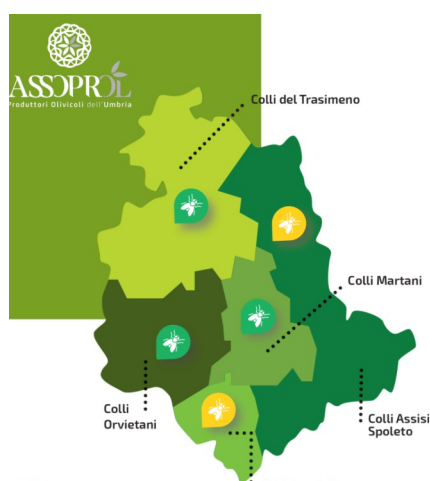 ASSOPROL
Produttori Olivicoli dell'Umbria
Colli del Trasimeno
Colli Martani
Colli
Orvietani
Colli Assisi
Spoleto